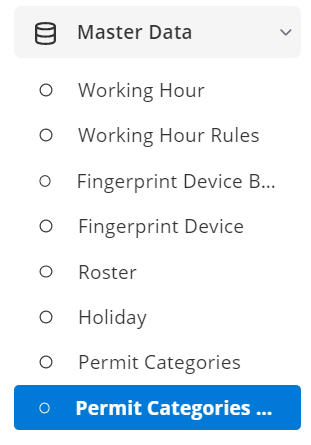 Master Data
Working Hour
Working Hour Rules
Fingerprint Device B...
Fingerprint Device
Roster
Holiday
Permit Categories
Permit Categories ...